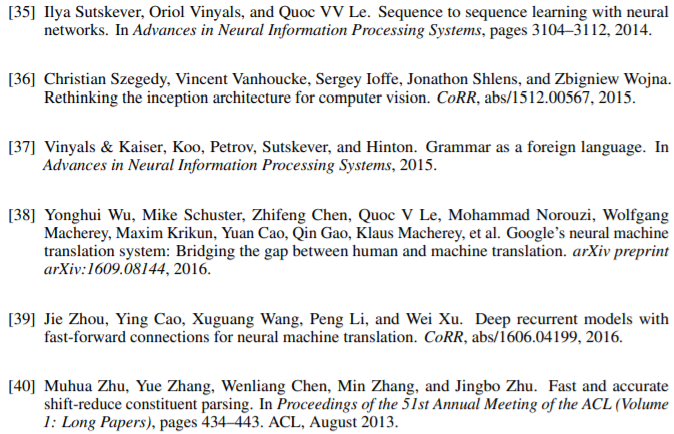 [35] Ilya Sutskever, Oriol Vinyals, and Quoc VV Le. Sequence to sequence learning with neural
networks. In Advances in Neural Information Processing Systems, pages 3104–3112, 2014.
[36] Christian Szegedy, Vincent Vanhoucke, Sergey Ioffe, Jonathon Shlens, and Zbigniew Wojna.
Rethinking the inception architecture for computer vision. CoRR, abs/1512.00567, 2015.
[37] Vinyals & Kaiser, Koo, Petrov, Sutskever, and Hinton. Grammar as a foreign language. In
Advances in Neural Information Processing Systems, 2015.
[38] Yonghui Wu, Mike Schuster, Zhifeng Chen, Quoc V Le, Mohammad Norouzi, Wolfgang
Macherey, Maxim Krikun, Yuan Cao, Qin Gao, Klaus Macherey, et al. Google's neural machine
translation system: Bridging the gap between human and machine translation. arXiv preprint
arXiv:1609.08144, 2016.
[39] Jie Zhou, Ying Cao, Xuguang Wang, Peng Li, and Wei Xu. Deep recurrent models with
fast-forward connections for neural machine translation. CoRR, abs/1606.04199, 2016.
[40] Muhua Zhu, Yue Zhang, Wenliang Chen, Min Zhang, and Jingbo Zhu. Fast and accurate
shift-reduce constituent parsing. In Proceedings of the 51st Annual Meeting of the ACL (Volume
1: Long Papers), pages 434–443. ACL, August 2013.